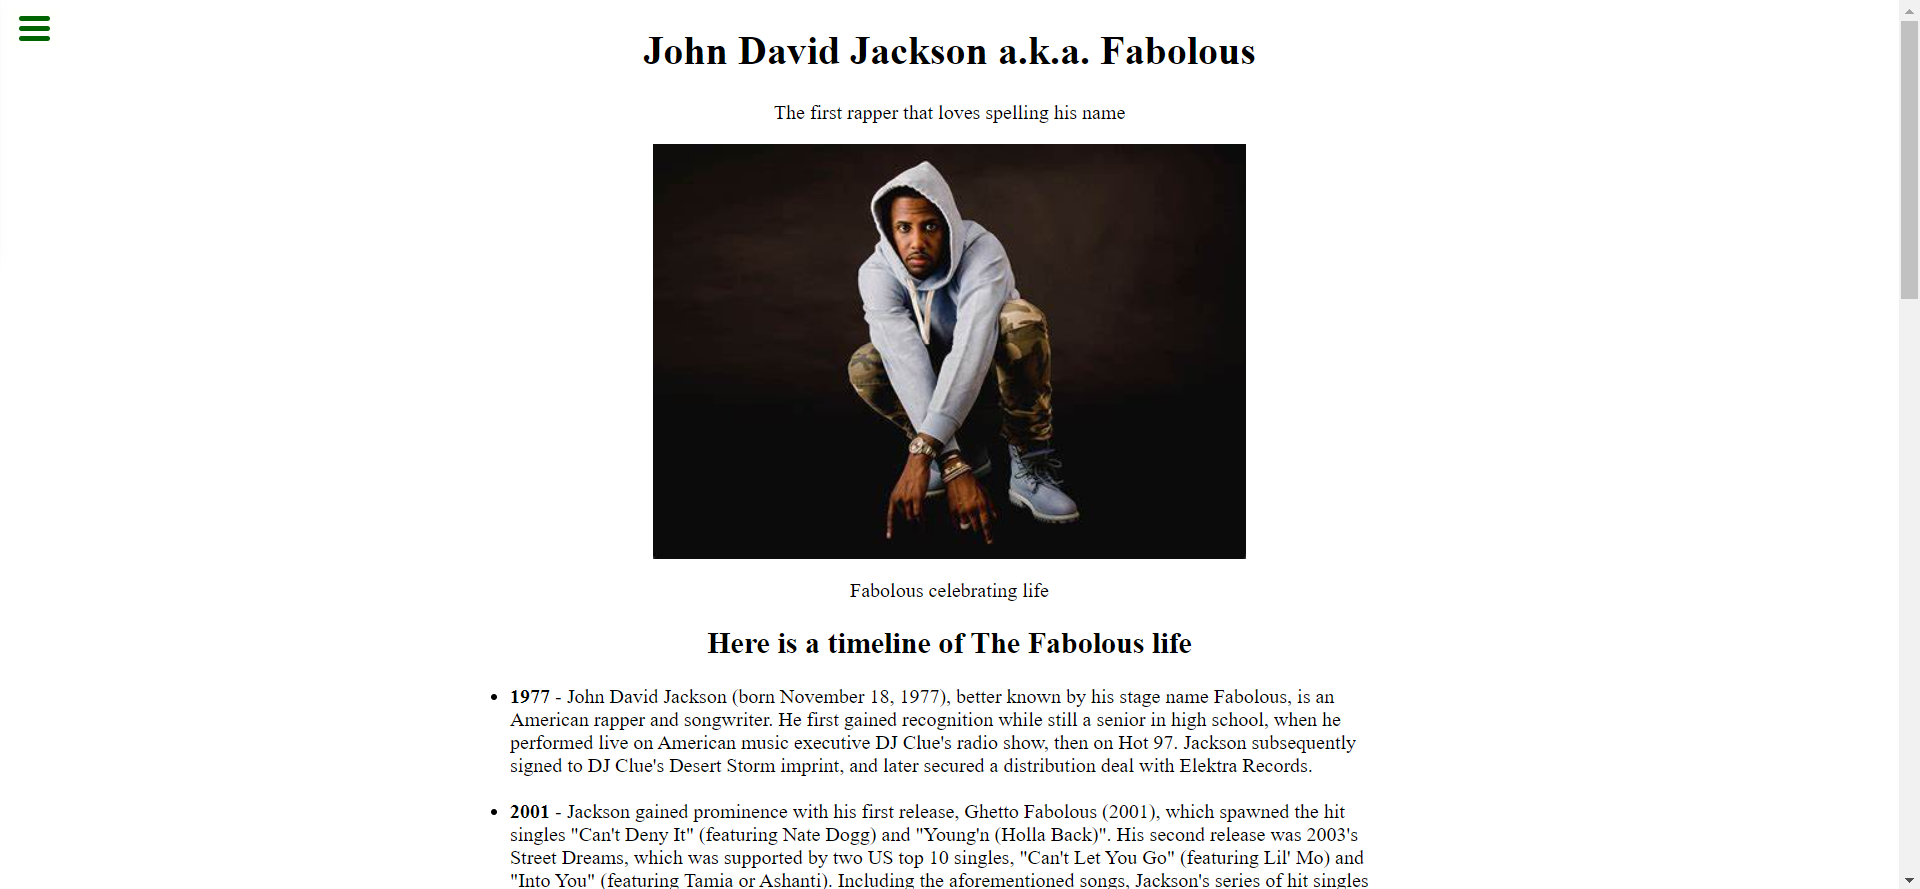 John David Jackson a.k.a. Fabolous
The first rapper that loves spelling his name
Fabolous celebrating life
Here is a timeline of The Fabolous life
• 1977 - John David Jackson (born November 18, 1977), better known by his stage name Fabolous, is an
American rapper and songwriter. He first gained recognition while still a senior in high school, when he
performed live on American music executive DJ Clue's radio show, then on Hot 97. Jackson subsequently
signed to DJ Clue's Desert Storm imprint, and later secured a distribution deal with Elektra Records.
• 2001 - Jackson gained prominence with his first release, Ghetto Fabolous (2001), which spawned the hit
singles "Can't Deny It" (featuring Nate Dogg) and "Young'n (Holla Back)". His second release was 2003's
Street Dreams, which was supported by two US top 10 singles, "Can't Let You Go" (featuring Lil' Mo) and
"Into You" (featuring Tamia or Ashanti). Including the aforementioned songs, Jackson's series of hit singles